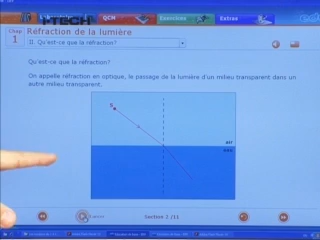 i-TECH
QCM
Exercices
Extras
Chap
1
Réfraction de la lumière
II. Qu'est-ce que la réfraction?
Qu'est-ce que la réfraction?
On appelle réfraction en optique, le passage de la lumière d'un milieu transparent dans un
autre milieu transparent.
S
air
eau
Section 2 /11